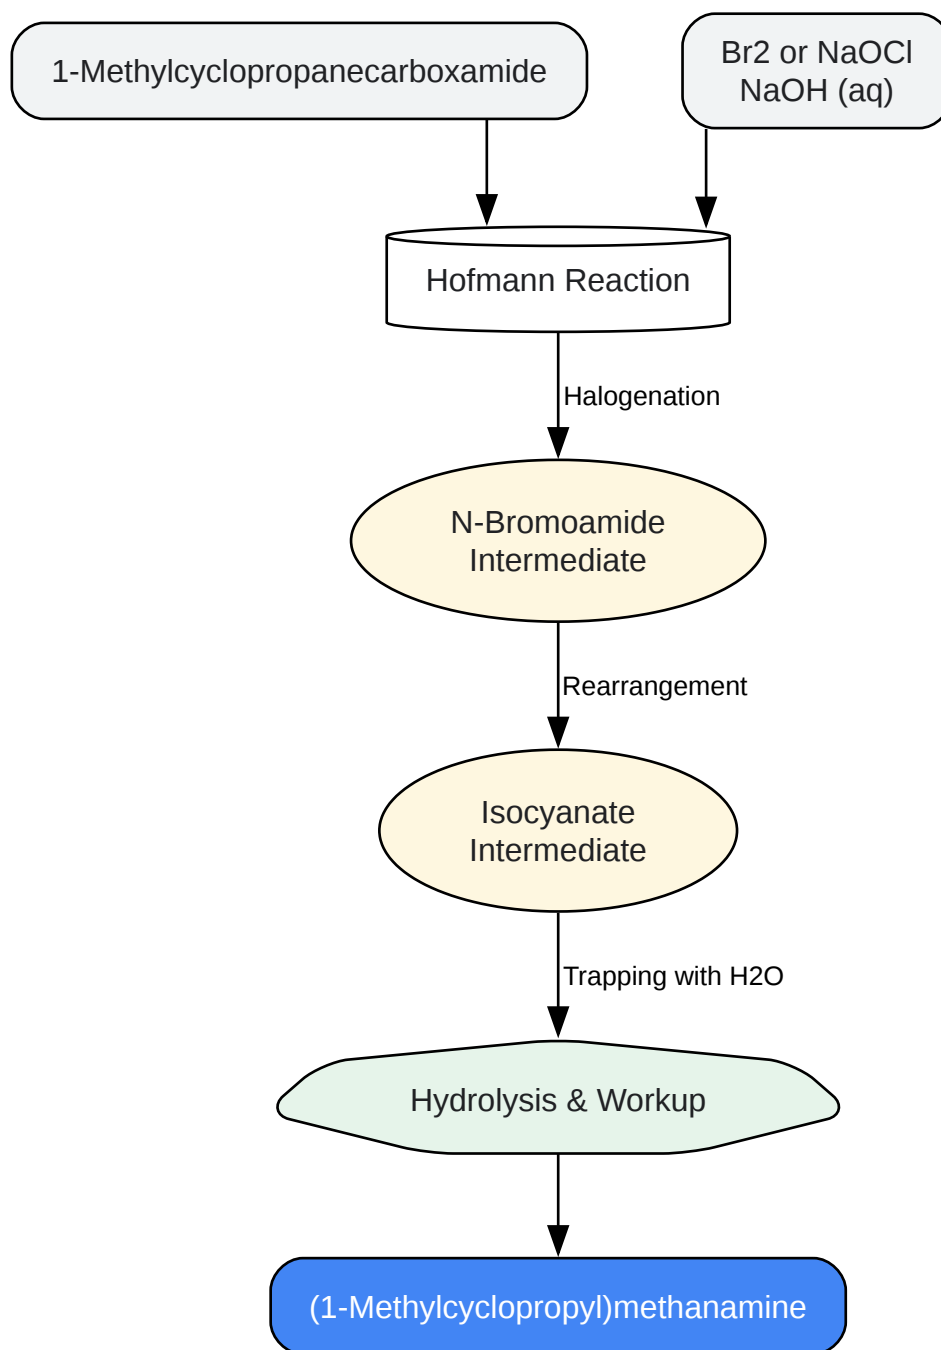 1-Methylcyclopropanecarboxamide
Br2 or NaOCl
NaOH (aq)
Hofmann Reaction
Halogenation
N-Bromoamide
Intermediate
Rearrangement
Isocyanate
Intermediate
Trapping with H2O
Hydrolysis & Workup
(1-Methylcyclopropyl)methanamine